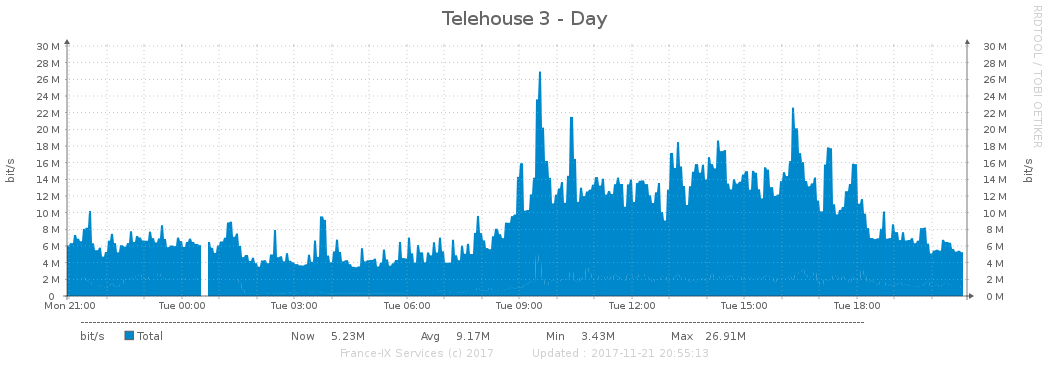 Telehouse 3 - Day
RRDTOOL / TOBI OETIKER
bit/s
30 M 30 M
28 M 28 M
26 M 26 M
24 M 24 M
22 M 22 M
20 M 20 M
18 M 18 M
16 M 16 M
14 M 14 M
12 M 12 M
10 M 10 M
8 M 8 M
6 M 6 M
4 M 4 M
2 M 2 M
0 0 M
bit/s
Mon 21:00 Tue 00:00 Tue 03:00 Tue 06:00 Tue 09:00 Tue 12:00 Tue 15:00 Tue 18:00
bit/s Total Now 5.23M Avg 9.17M Min 3.43M Max 26.91M
France-IX Services (c) 2017 Updated : 2017-11-21 20:55:13